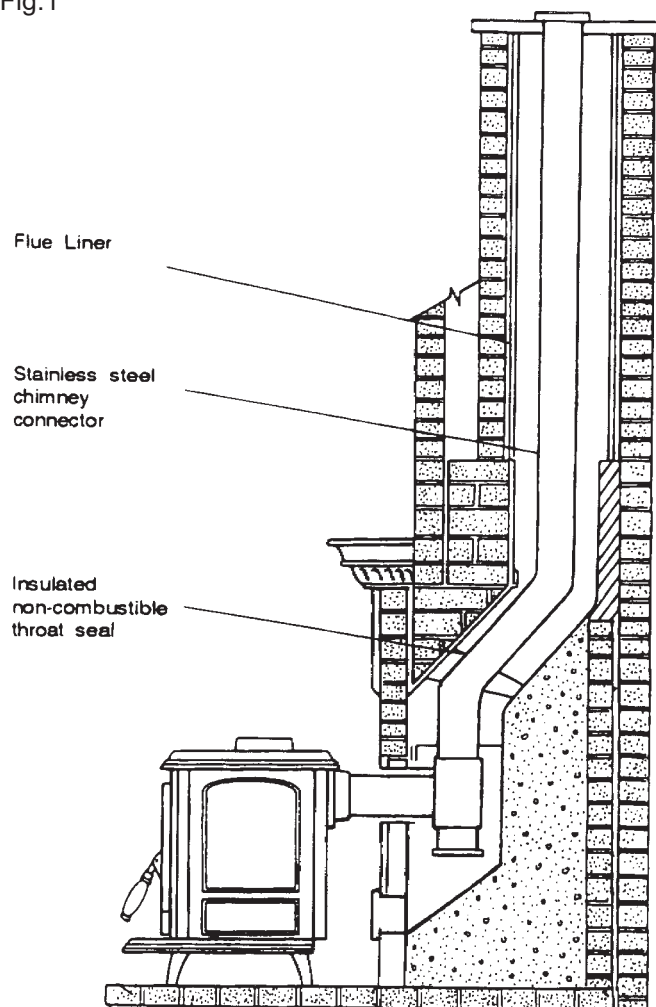 Fig.1
Flue Liner
Stainless steel
chimney
connector
Insulated
non-combustible
throat seal